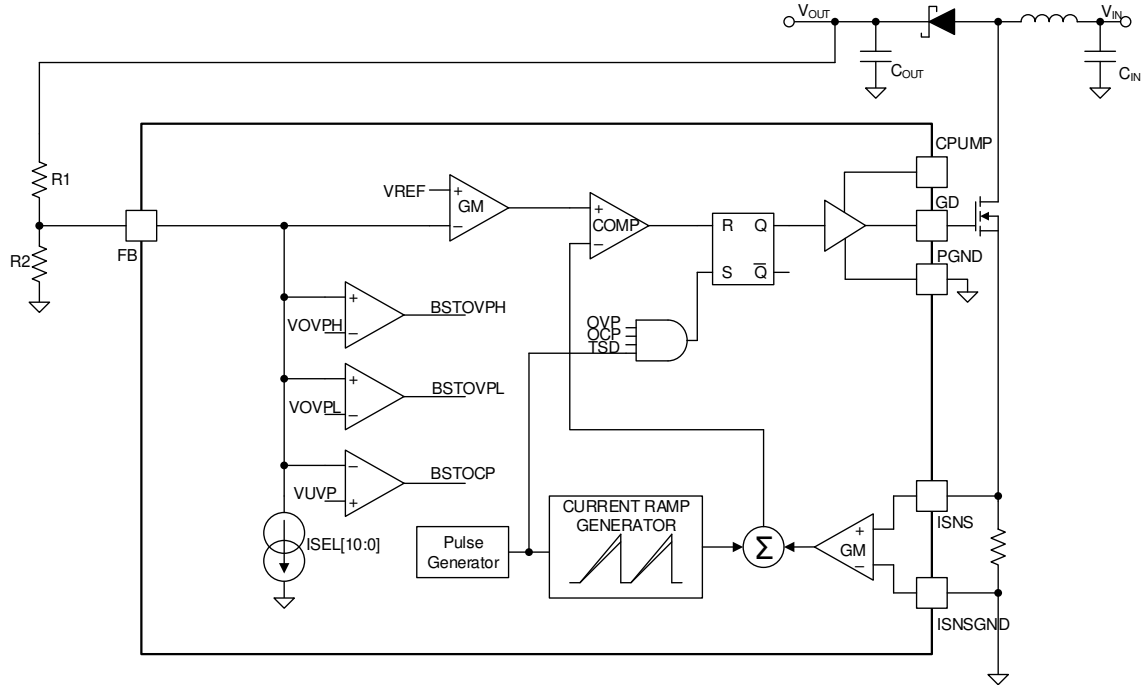 VOUT
VIN
COUT
CIN
CPUMP
R1
VREF
+
GM
−
+
COMP
−
R Q
S Q̅
GD
FB
R2
PGND
+
VOVPH
−
BSTOVPH
OVP
OCP
TSD
+
VOVPL
−
BSTOVPL
−
VUVP
+
BSTOCP
ISEL[10:0]
Pulse
Generator
CURRENT RAMP
GENERATOR
Σ
+
GM
−
ISNS
ISNSGND